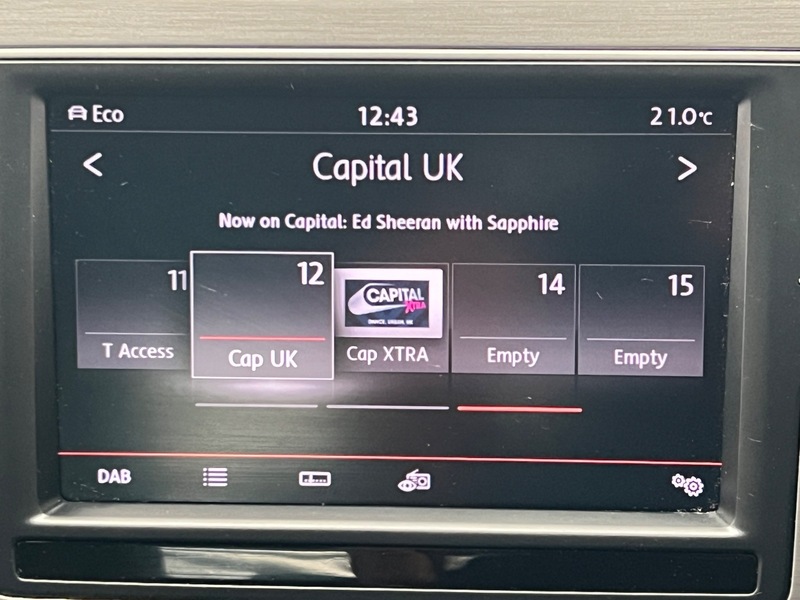 Eco 12:43 21.0°C
< Capital UK >
Now on Capital: Ed Sheeran with Sapphire
11 12 14 15
CAPITAL
XTRA
T Access Cap UK Cap XTRA Empty Empty
DAB